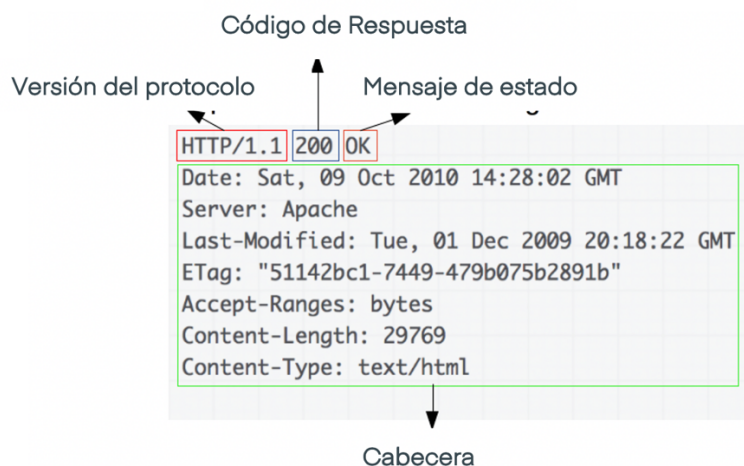 Código de Respuesta
Versión del protocolo
Mensaje de estado
HTTP/1.1 200 OK
Date: Sat, 09 Oct 2010 14:28:02 GMT
Server: Apache
Last-Modified: Tue, 01 Dec 2009 20:18:22 GMT
ETag: "51142bc1-7449-479b075b2891b"
Accept-Ranges: bytes
Content-Length: 29769
Content-Type: text/html
Cabecera